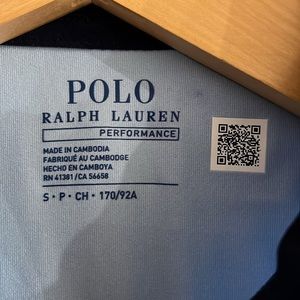 POLO
RALPH LAUREN
PERFORMANCE
MADE IN CAMBODIA
FABRIQUÉ AU CAMBODGE
HECHO EN CAMBOYA
RN 41381 / CA 56658
S • P • CH • 170/92A